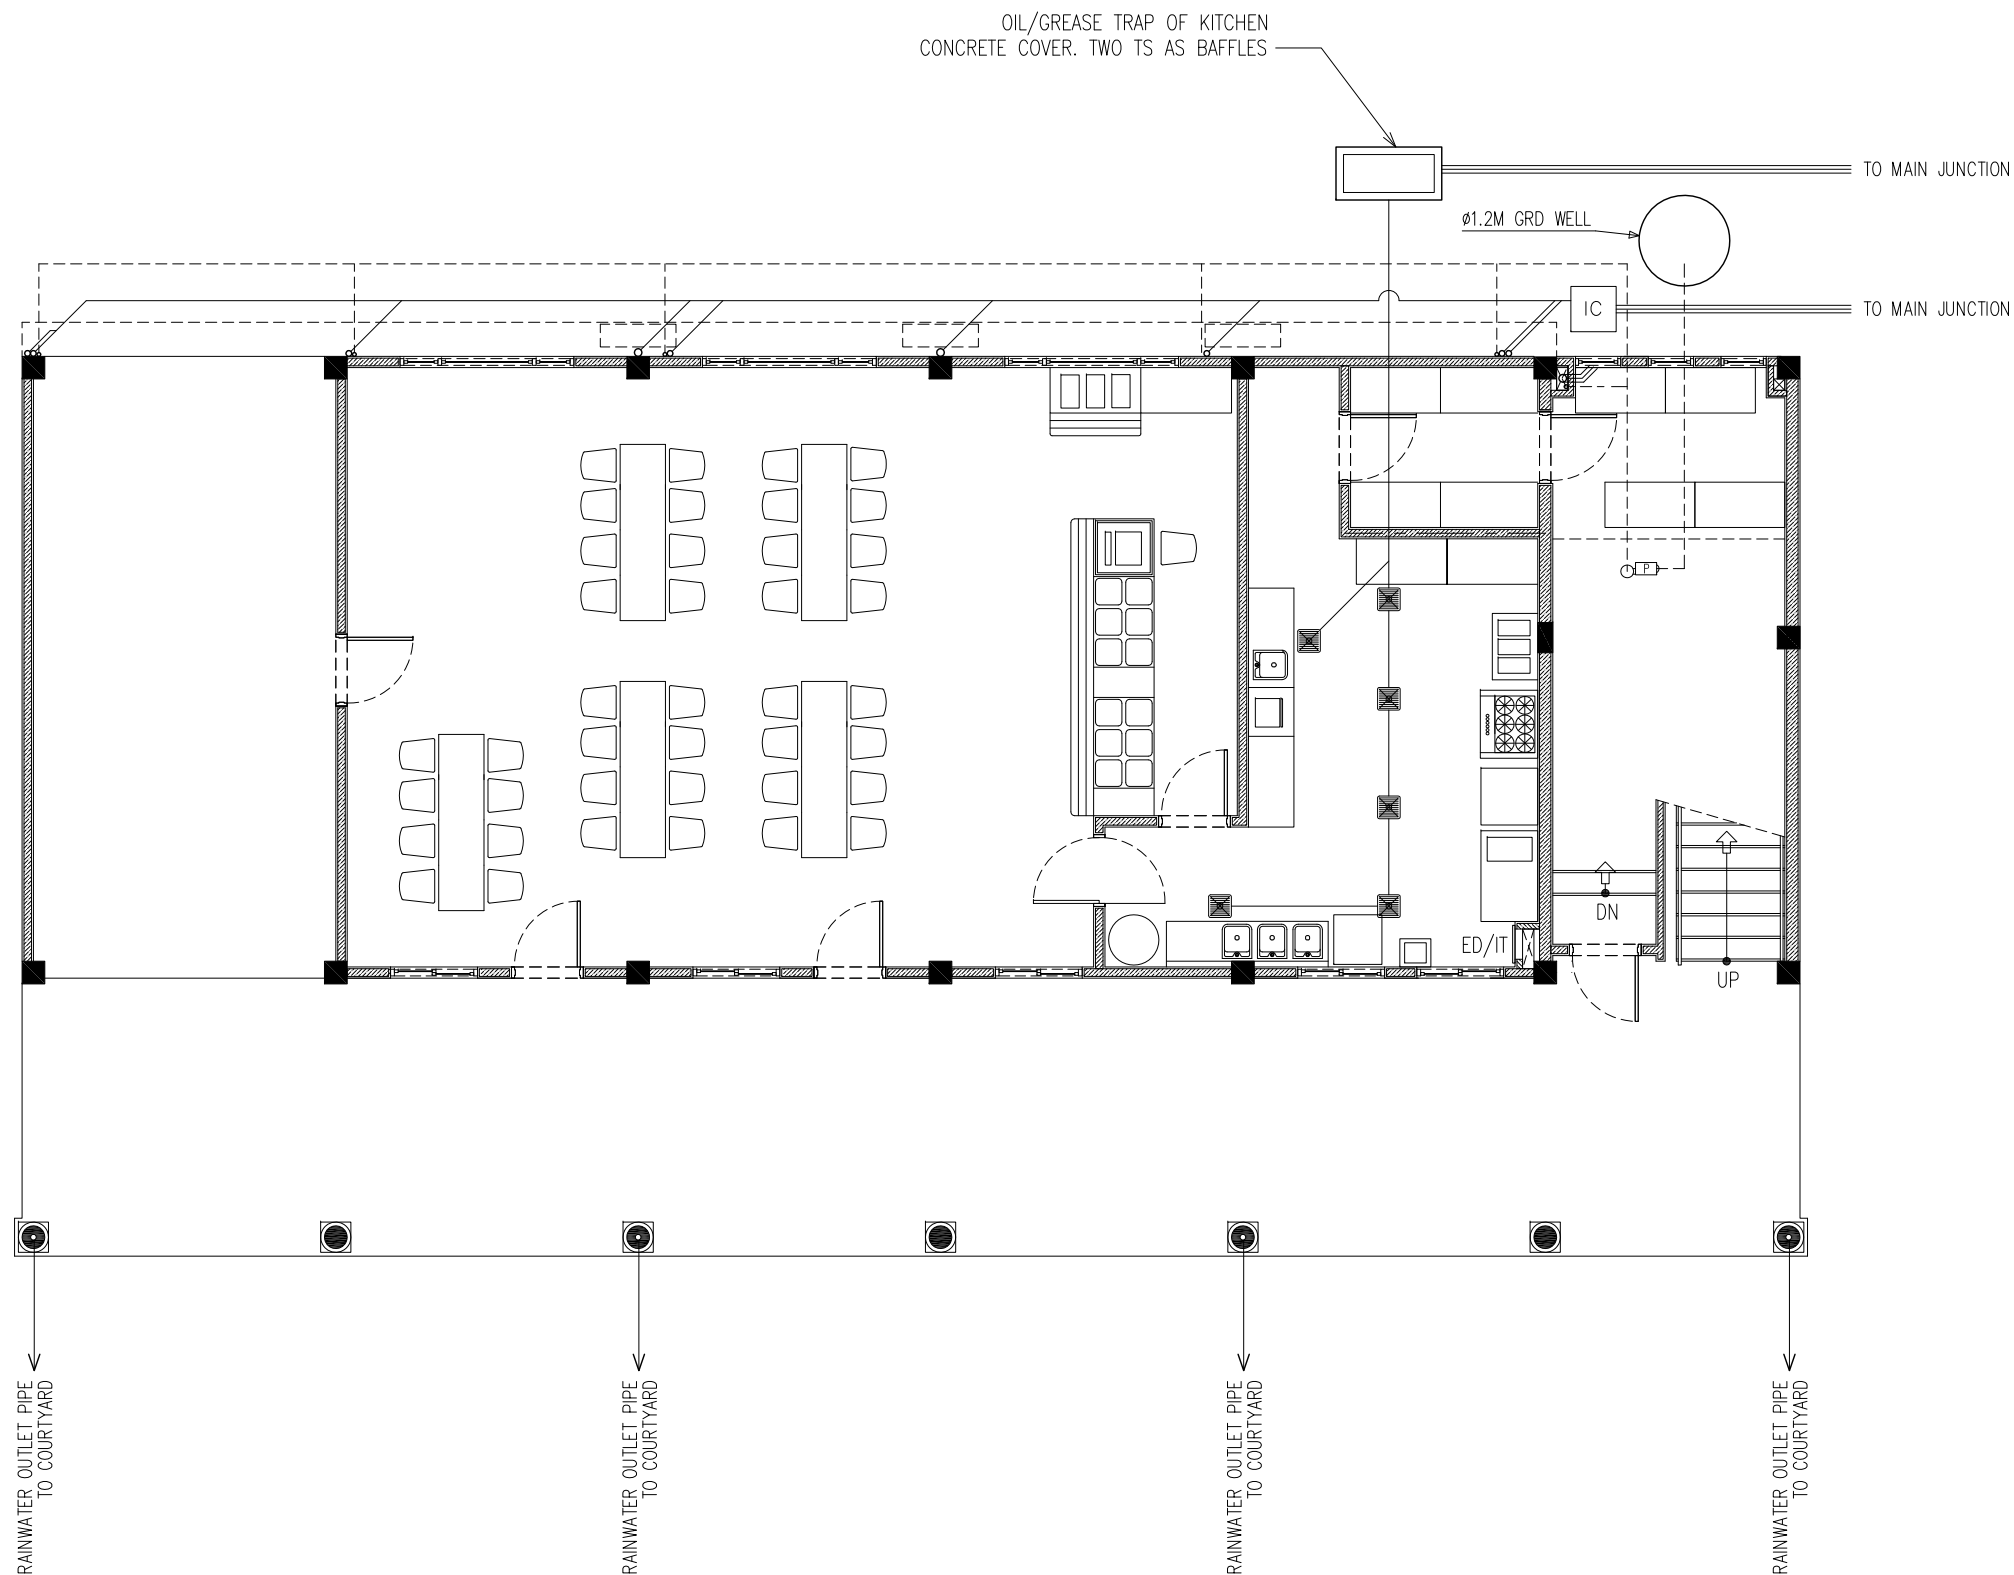 OIL/GREASE TRAP OF KITCHEN
CONCRETE COVER. TWO TS AS BAFFLES
TO MAIN JUNCTION
ø1.2M GRD WELL
IC
TO MAIN JUNCTION
P
DN
ED/IT
UP
RAINWATER OUTLET PIPE
TO COURTYARD
RAINWATER OUTLET PIPE
TO COURTYARD
RAINWATER OUTLET PIPE
TO COURTYARD
RAINWATER OUTLET PIPE
TO COURTYARD